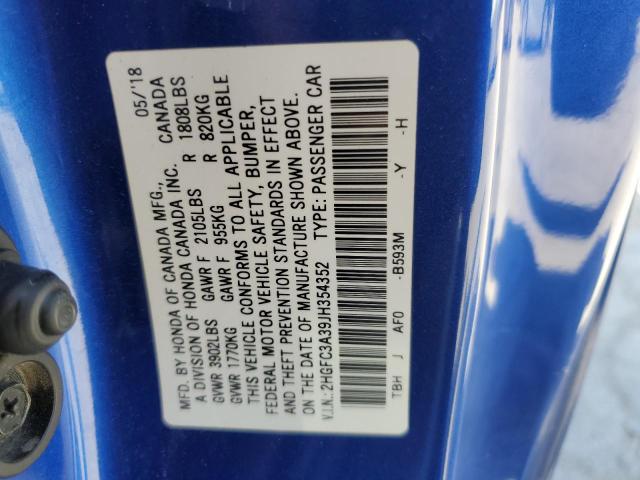 MFD. BY HONDA OF CANADA MFG., 05/'18
A DIVISION OF HONDA CANADA INC. CANADA
GVWR 3902LBS GAWR F 2105LBS R 1808LBS
GVWR 1770KG GAWR F 955KG R 820KG
THIS VEHICLE CONFORMS TO ALL APPLICABLE
FEDERAL MOTOR VEHICLE SAFETY, BUMPER,
AND THEFT PREVENTION STANDARDS IN EFFECT
ON THE DATE OF MANUFACTURE SHOWN ABOVE.
V.I.N.: 2HGFC3A39JH354352 TYPE: PASSENGER CAR
TBH J AF0 -B593M -Y -H